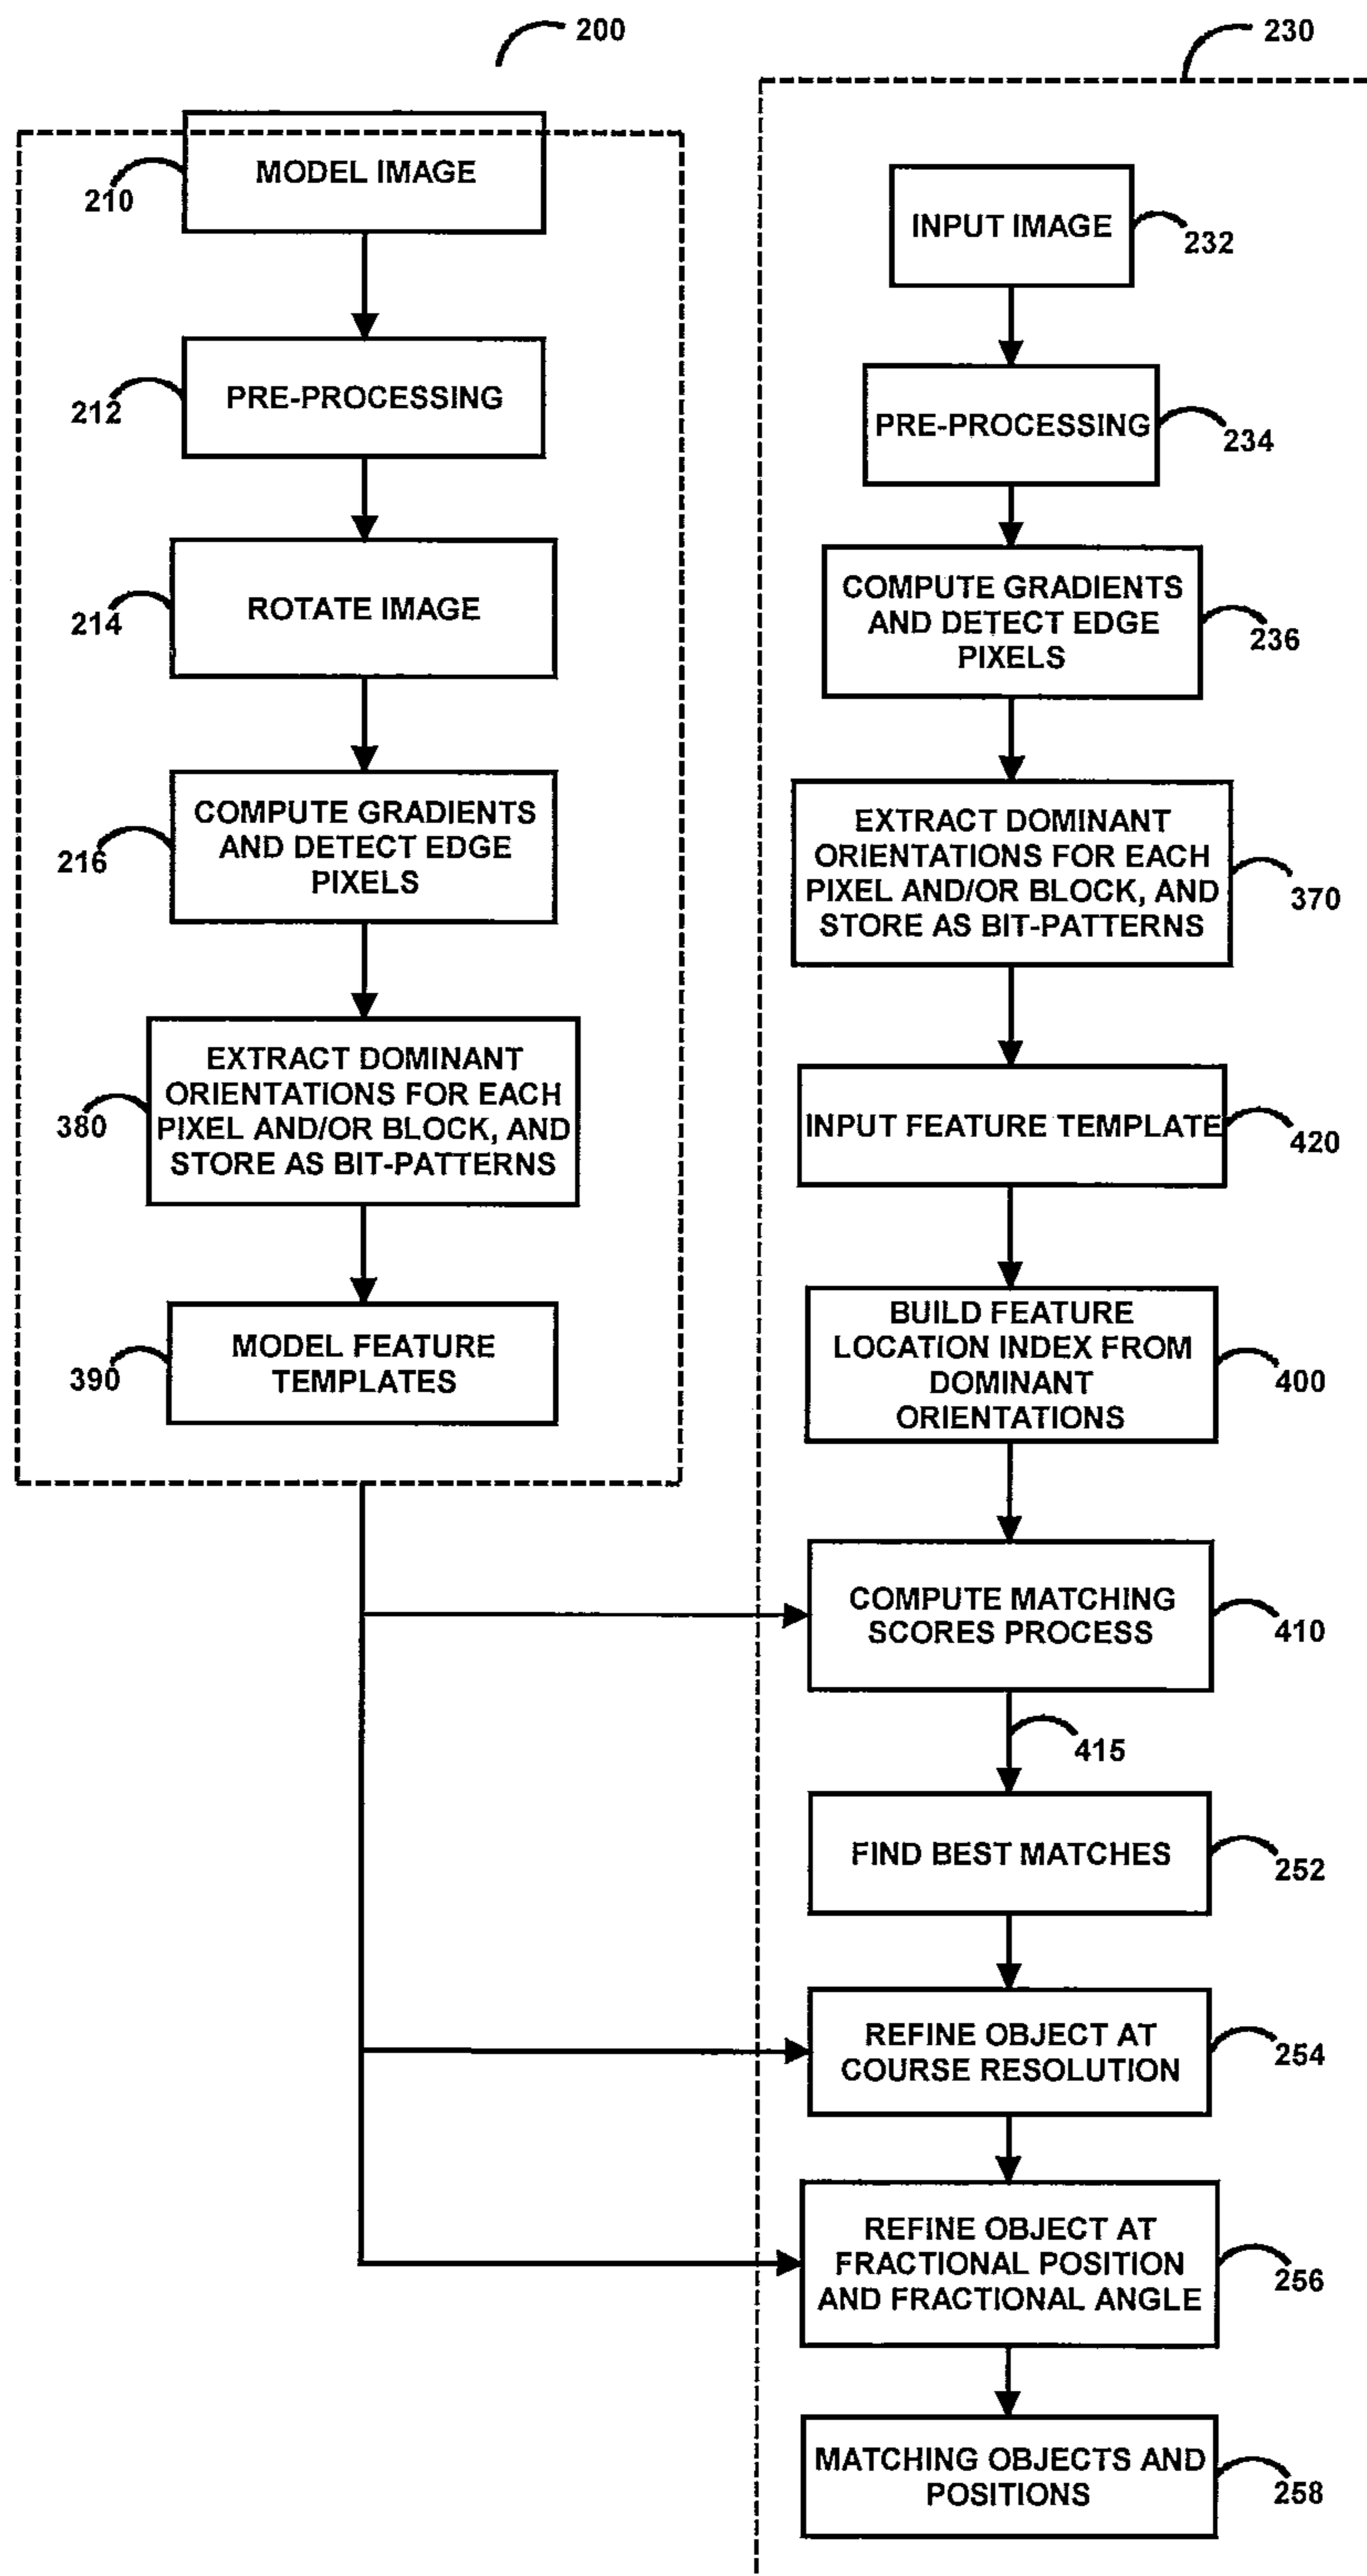 200
MODEL IMAGE
210
PRE-PROCESSING
212
ROTATE IMAGE
214
COMPUTE GRADIENTS
AND DETECT EDGE
PIXELS
216
EXTRACT DOMINANT
ORIENTATIONS FOR EACH
PIXEL AND/OR BLOCK, AND
STORE AS BIT-PATTERNS
380
MODEL FEATURE
TEMPLATES
390
230
INPUT IMAGE
232
PRE-PROCESSING
234
COMPUTE GRADIENTS
AND DETECT EDGE
PIXELS
236
EXTRACT DOMINANT
ORIENTATIONS FOR EACH
PIXEL AND/OR BLOCK, AND
STORE AS BIT-PATTERNS
370
INPUT FEATURE TEMPLATE
420
BUILD FEATURE
LOCATION INDEX FROM
DOMINANT
ORIENTATIONS
400
COMPUTE MATCHING
SCORES PROCESS
410
415
FIND BEST MATCHES
252
REFINE OBJECT AT
COURSE RESOLUTION
254
REFINE OBJECT AT
FRACTIONAL POSITION
AND FRACTIONAL ANGLE
256
MATCHING OBJECTS AND
POSITIONS
258